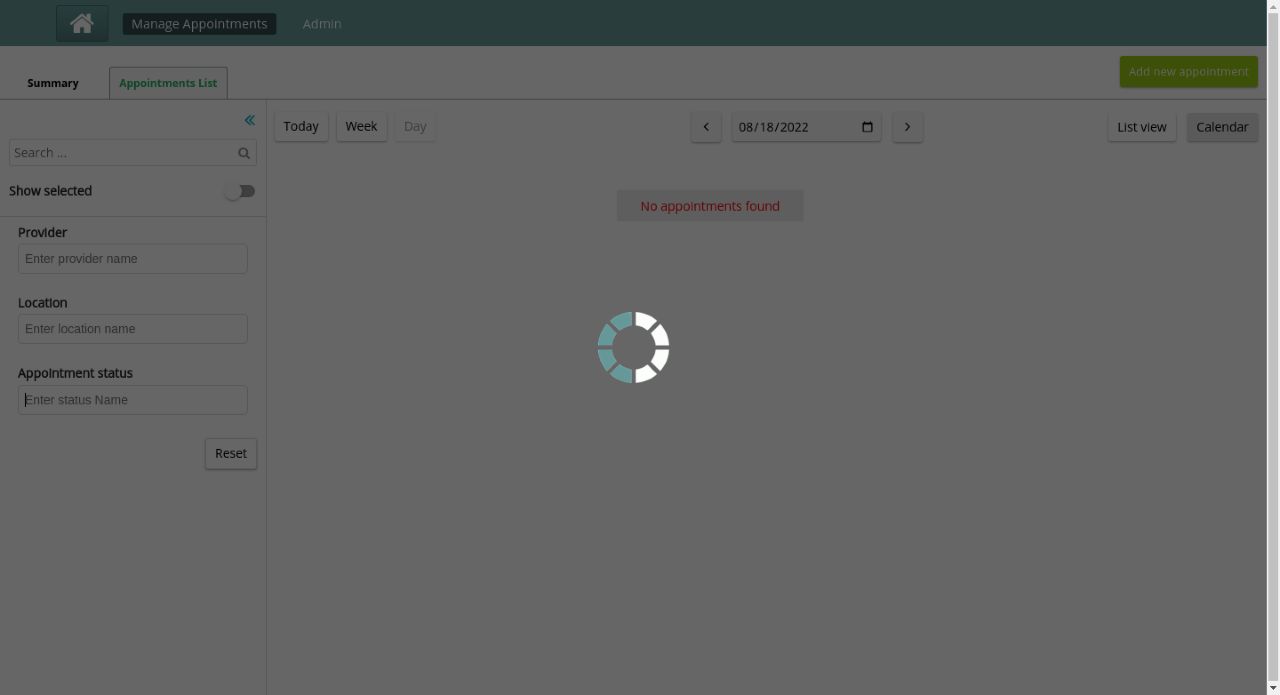 Manage Appointments Admin
Summary Appointments List Add new appointment
Today Week Day 08/18/2022 List view Calendar
Search ...
Show selected
No appointments found
Provider
Enter provider name
Location
Enter location name
Appointment status
Enter status Name
Reset